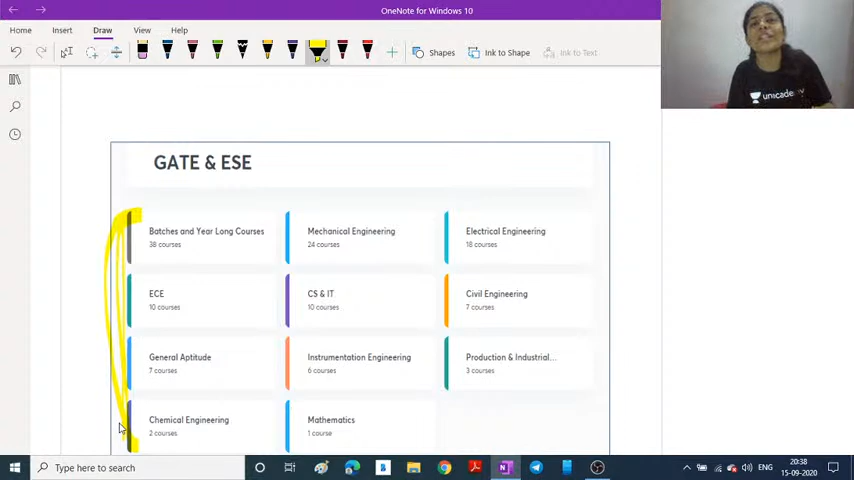 OneNote for Windows 10
Home Insert Draw View Help
Shapes Ink to Shape Ink to Text
unacademy
GATE & ESE
Batches and Year Long Courses Mechanical Engineering Electrical Engineering
38 courses 24 courses 18 courses
ECE CS & IT Civil Engineering
10 courses 10 courses 7 courses
General Aptitude Instrumentation Engineering Production & Industrial...
7 courses 6 courses 3 courses
Chemical Engineering Mathematics
2 courses 1 course
Type here to search
ENG
20:38
15-09-2020